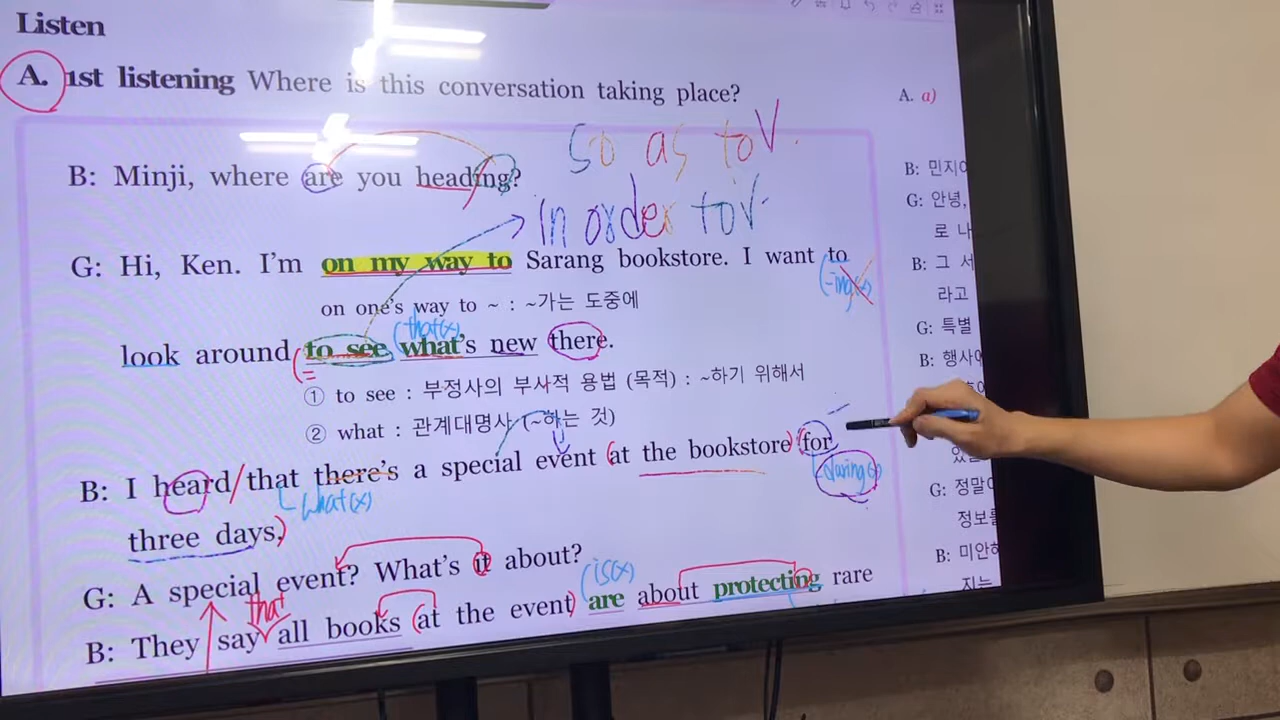 Listen
A. 1st listening Where is this conversation taking place?
A. a)
so as to V.
B: Minji, where are you heading?
B: 민지야
in order to V.
G: 안녕,
로 나
G: Hi, Ken. I'm on my way to Sarang bookstore. I want to
(-ing(x)
B: 그 서
on one's way to ~ : ~가는 도중에
라고
(that(x)
look around (to see what's new there.
=
G: 특별
① to see : 부정사의 부사적 용법 (목적) : ~하기 위해서
B: 행사에
② what : 관계대명사 (~하는 것)
B: I heard/that there's a special event (at the bookstore) (for
during(x)
what(x)
three days,)
G: 정말
정보를
G: A special event? What's it about?
B: 미안하
(is(x)
that
B: They say all books (at the event) are about protecting rare
지는